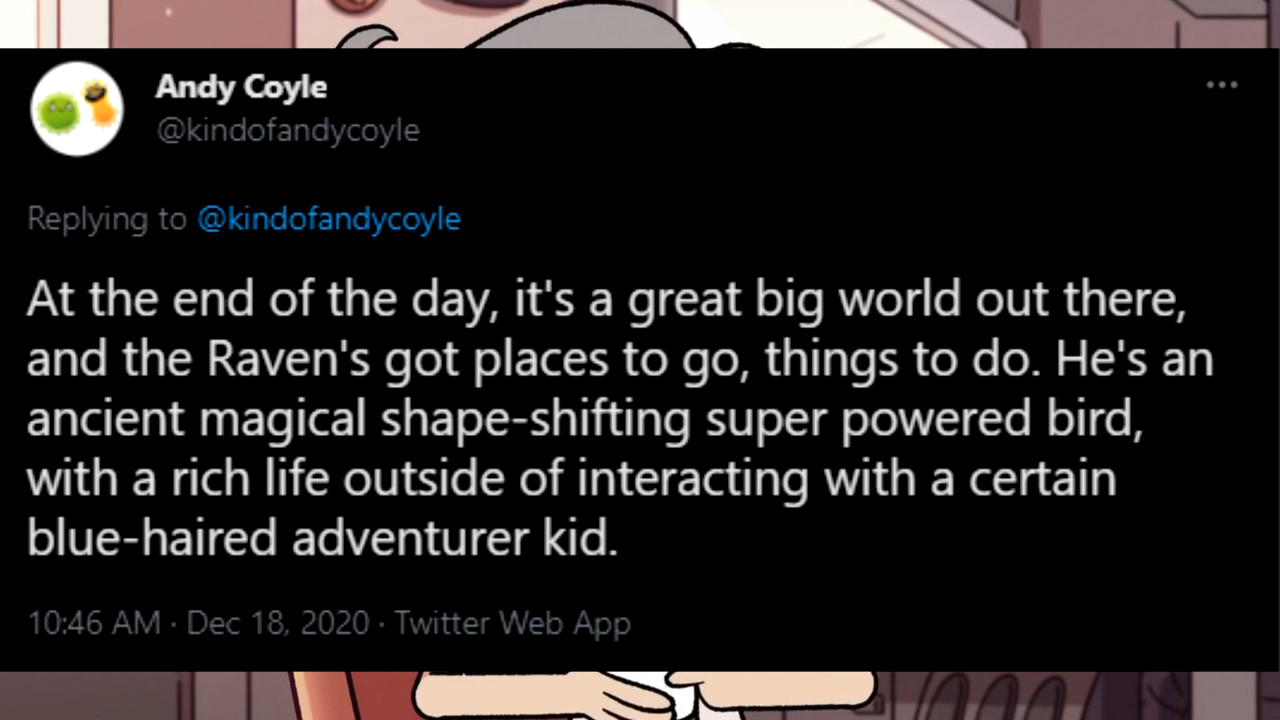 Andy Coyle
@kindofandycoyle
Replying to @kindofandycoyle
At the end of the day, it's a great big world out there,
and the Raven's got places to go, things to do. He's an
ancient magical shape-shifting super powered bird,
with a rich life outside of interacting with a certain
blue-haired adventurer kid.
10:46 AM · Dec 18, 2020 · Twitter Web App